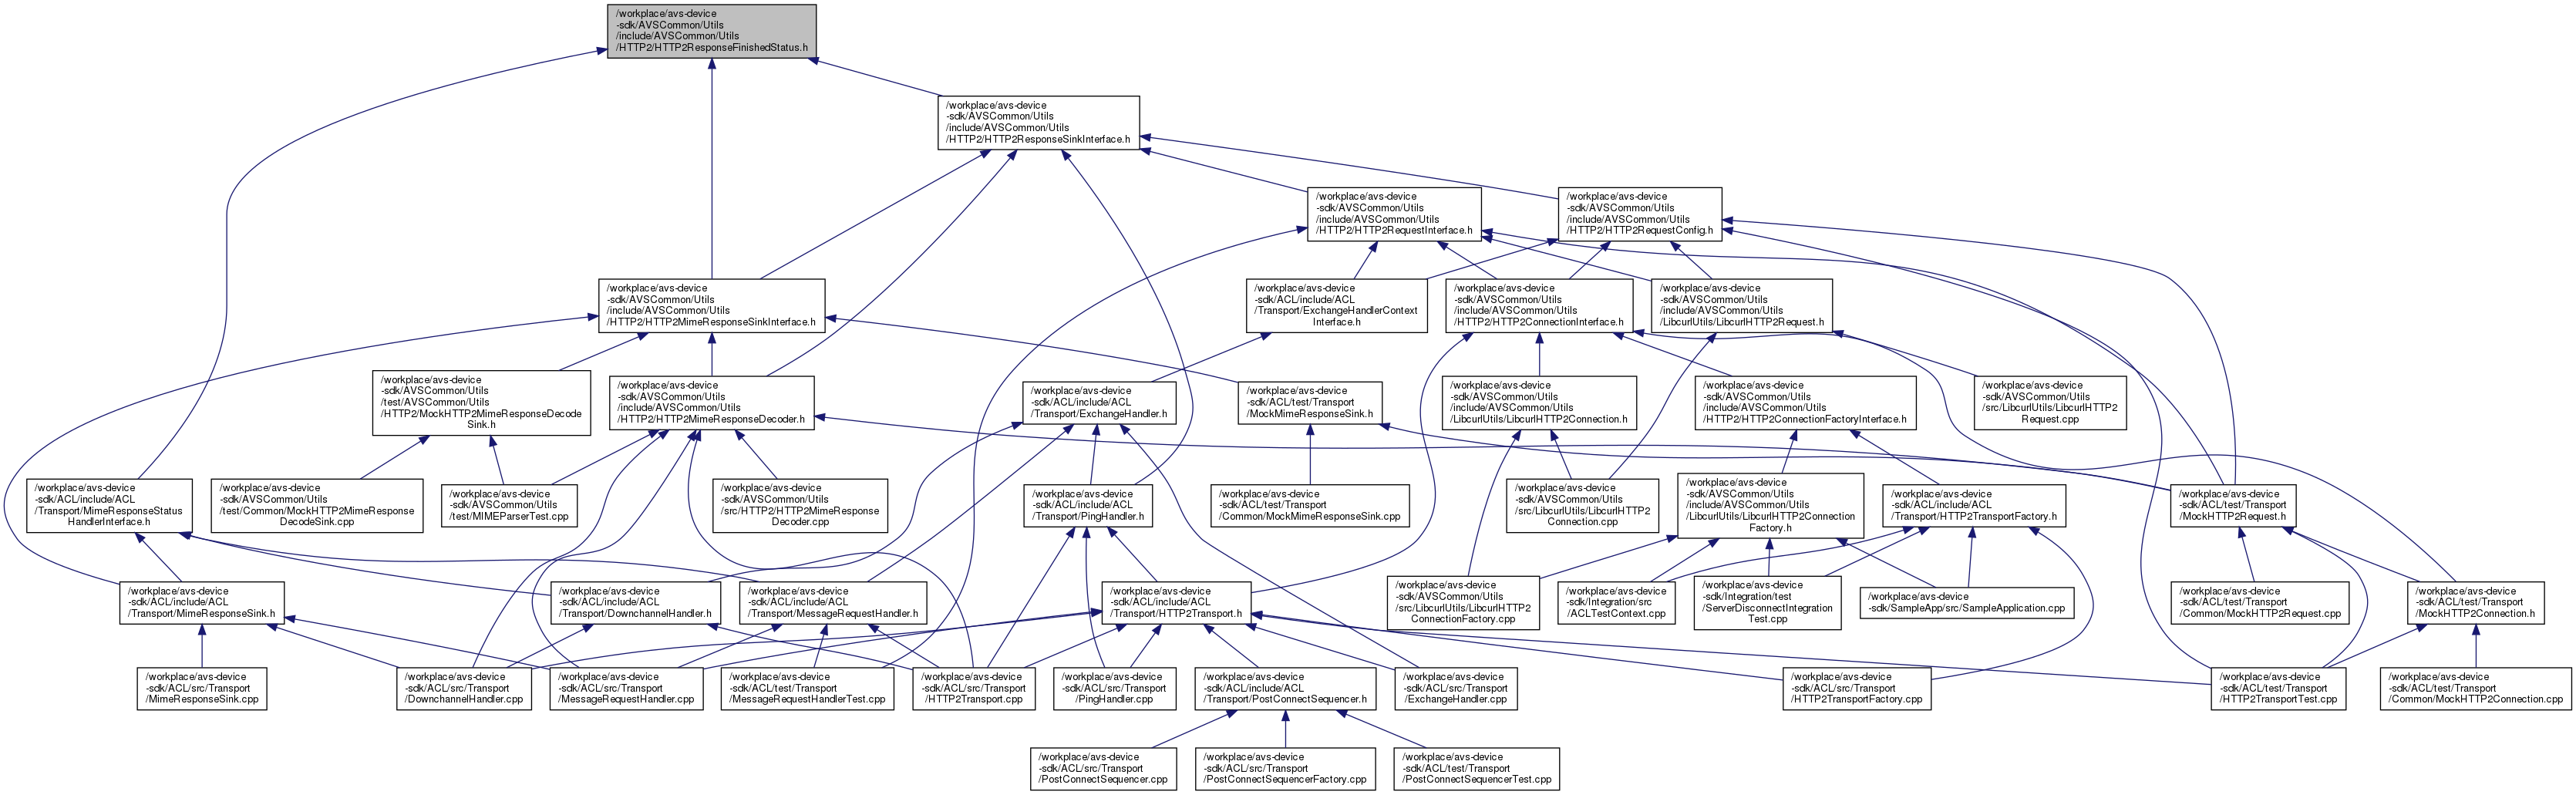 /workplace/avs-device
-sdk/AVSCommon/Utils
/include/AVSCommon/Utils
/HTTP2/HTTP2ResponseFinishedStatus.h
/workplace/avs-device
-sdk/AVSCommon/Utils
/include/AVSCommon/Utils
/HTTP2/HTTP2ResponseSinkInterface.h
/workplace/avs-device
-sdk/AVSCommon/Utils
/include/AVSCommon/Utils
/HTTP2/HTTP2RequestInterface.h
/workplace/avs-device
-sdk/AVSCommon/Utils
/include/AVSCommon/Utils
/HTTP2/HTTP2RequestConfig.h
/workplace/avs-device
-sdk/AVSCommon/Utils
/include/AVSCommon/Utils
/HTTP2/HTTP2MimeResponseSinkInterface.h
/workplace/avs-device
-sdk/ACL/include/ACL
/Transport/ExchangeHandlerContext
Interface.h
/workplace/avs-device
-sdk/AVSCommon/Utils
/include/AVSCommon/Utils
/HTTP2/HTTP2ConnectionInterface.h
/workplace/avs-device
-sdk/AVSCommon/Utils
/include/AVSCommon/Utils
/LibcurlUtils/LibcurlHTTP2Request.h
/workplace/avs-device
-sdk/AVSCommon/Utils
/test/AVSCommon/Utils
/HTTP2/MockHTTP2MimeResponseDecode
Sink.h
/workplace/avs-device
-sdk/AVSCommon/Utils
/include/AVSCommon/Utils
/HTTP2/HTTP2MimeResponseDecoder.h
/workplace/avs-device
-sdk/ACL/include/ACL
/Transport/ExchangeHandler.h
/workplace/avs-device
-sdk/ACL/test/Transport
/MockMimeResponseSink.h
/workplace/avs-device
-sdk/AVSCommon/Utils
/include/AVSCommon/Utils
/LibcurlUtils/LibcurlHTTP2Connection.h
/workplace/avs-device
-sdk/AVSCommon/Utils
/include/AVSCommon/Utils
/HTTP2/HTTP2ConnectionFactoryInterface.h
/workplace/avs-device
-sdk/AVSCommon/Utils
/src/LibcurlUtils/LibcurlHTTP2
Request.cpp
/workplace/avs-device
-sdk/ACL/include/ACL
/Transport/MimeResponseStatus
HandlerInterface.h
/workplace/avs-device
-sdk/AVSCommon/Utils
/test/Common/MockHTTP2MimeResponse
DecodeSink.cpp
/workplace/avs-device
-sdk/AVSCommon/Utils
/test/MIMEParserTest.cpp
/workplace/avs-device
-sdk/AVSCommon/Utils
/src/HTTP2/HTTP2MimeResponse
Decoder.cpp
/workplace/avs-device
-sdk/ACL/include/ACL
/Transport/PingHandler.h
/workplace/avs-device
-sdk/ACL/test/Transport
/Common/MockMimeResponseSink.cpp
/workplace/avs-device
-sdk/AVSCommon/Utils
/src/LibcurlUtils/LibcurlHTTP2
Connection.cpp
/workplace/avs-device
-sdk/AVSCommon/Utils
/include/AVSCommon/Utils
/LibcurlUtils/LibcurlHTTP2Connection
Factory.h
/workplace/avs-device
-sdk/ACL/include/ACL
/Transport/HTTP2TransportFactory.h
/workplace/avs-device
-sdk/ACL/test/Transport
/MockHTTP2Request.h
/workplace/avs-device
-sdk/ACL/include/ACL
/Transport/MimeResponseSink.h
/workplace/avs-device
-sdk/ACL/include/ACL
/Transport/DownchannelHandler.h
/workplace/avs-device
-sdk/ACL/include/ACL
/Transport/MessageRequestHandler.h
/workplace/avs-device
-sdk/ACL/include/ACL
/Transport/HTTP2Transport.h
/workplace/avs-device
-sdk/AVSCommon/Utils
/src/LibcurlUtils/LibcurlHTTP2
ConnectionFactory.cpp
/workplace/avs-device
-sdk/Integration/src
/ACLTestContext.cpp
/workplace/avs-device
-sdk/Integration/test
/ServerDisconnectIntegration
Test.cpp
/workplace/avs-device
-sdk/SampleApp/src/SampleApplication.cpp
/workplace/avs-device
-sdk/ACL/test/Transport
/Common/MockHTTP2Request.cpp
/workplace/avs-device
-sdk/ACL/test/Transport
/MockHTTP2Connection.h
/workplace/avs-device
-sdk/ACL/src/Transport
/MimeResponseSink.cpp
/workplace/avs-device
-sdk/ACL/src/Transport
/DownchannelHandler.cpp
/workplace/avs-device
-sdk/ACL/src/Transport
/MessageRequestHandler.cpp
/workplace/avs-device
-sdk/ACL/test/Transport
/MessageRequestHandlerTest.cpp
/workplace/avs-device
-sdk/ACL/src/Transport
/HTTP2Transport.cpp
/workplace/avs-device
-sdk/ACL/src/Transport
/PingHandler.cpp
/workplace/avs-device
-sdk/ACL/include/ACL
/Transport/PostConnectSequencer.h
/workplace/avs-device
-sdk/ACL/src/Transport
/ExchangeHandler.cpp
/workplace/avs-device
-sdk/ACL/src/Transport
/HTTP2TransportFactory.cpp
/workplace/avs-device
-sdk/ACL/test/Transport
/HTTP2TransportTest.cpp
/workplace/avs-device
-sdk/ACL/test/Transport
/Common/MockHTTP2Connection.cpp
/workplace/avs-device
-sdk/ACL/src/Transport
/PostConnectSequencer.cpp
/workplace/avs-device
-sdk/ACL/src/Transport
/PostConnectSequencerFactory.cpp
/workplace/avs-device
-sdk/ACL/test/Transport
/PostConnectSequencerTest.cpp